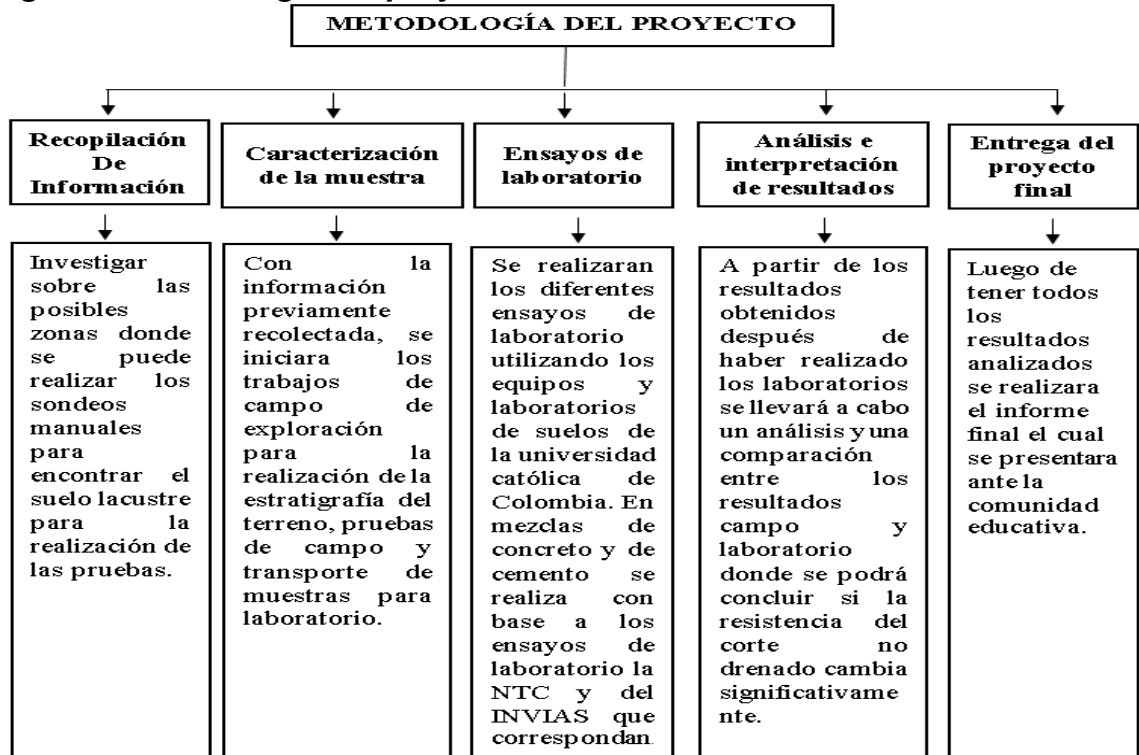 METODOLOGÍA DEL PROYECTO
Recopilación
De
Información
Caracterización
de la muestra
Ensayos de
laboratorio
Análisis e
interpretación
de resultados
Entrega del
proyecto
final
Investigar
sobre las
posibles
zonas donde
se puede
realizar los
sondeos
manuales
para
encontrar el
suelo lacustre
para la
realización de
las pruebas.
Con la
información
previamente
recolectada, se
iniciara los
trabajos de
campo de
exploración
para la
realización de la
estratigrafía del
terreno, pruebas
de campo y
transporte de
muestras para
laboratorio.
Se realizaran
los diferentes
ensayos de
laboratorio
utilizando los
equipos y
laboratorios
de suelos de
la universidad
católica de
Colombia. En
mezclas de
concreto y de
cemento se
realiza con
base a los
ensayos de
laboratorio la
NTC y del
INVIAS que
correspondan.
A partir de los
resultados
obtenidos
después de
haber realizado
los laboratorios
se llevará a cabo
un análisis y una
comparación
entre los
resultados
campo y
laboratorio
donde se podrá
concluir si la
resistencia del
corte no
drenado cambia
significativame
nte.
Luego de
tener todos
los
resultados
analizados
se realizara
el informe
final el cual
se presentara
ante la
comunidad
educativa.